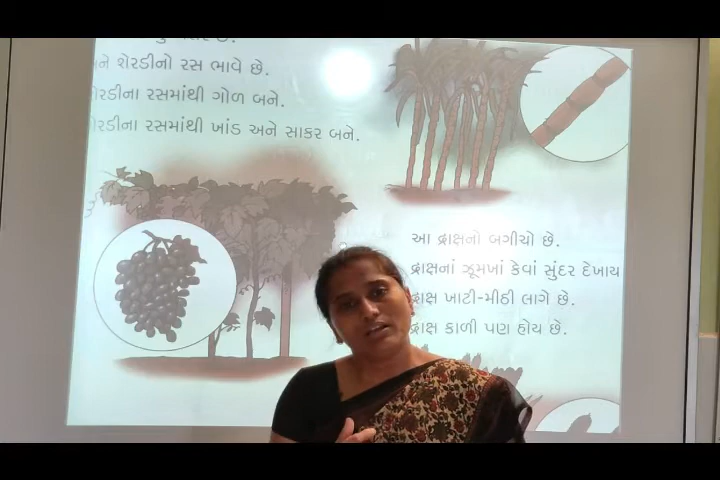 શેરડીનો રસ ભાવે છે.
શેરડીના રસમાંથી ગોળ બને.
શેરડીના રસમાંથી ખાંડ અને સાકર બને.
આ દ્રાક્ષનો બગીચો છે.
દ્રાક્ષનાં ઝૂમખાં કેવાં સુંદર દેખાય
દ્રાક્ષ ખાટી-મીઠી લાગે છે.
દ્રાક્ષ કાળી પણ હોય છે.